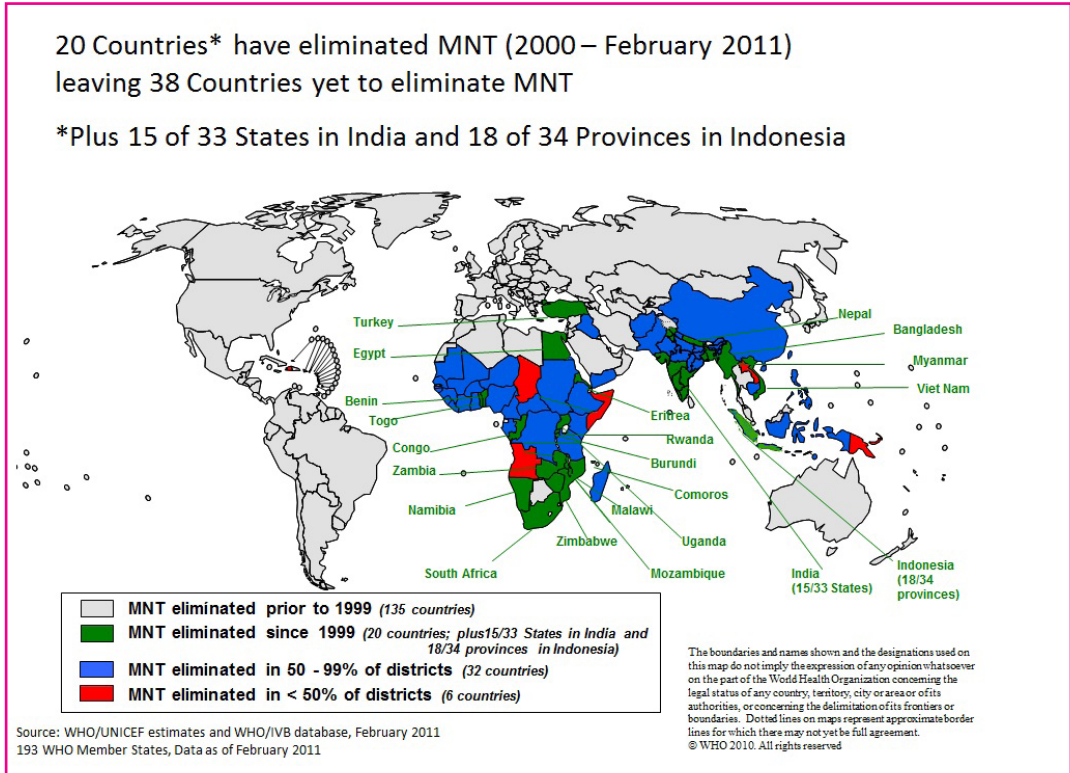 20 Countries* have eliminated MNT (2000 – February 2011)
leaving 38 Countries yet to eliminate MNT
*Plus 15 of 33 States in India and 18 of 34 Provinces in Indonesia
Turkey
Egypt
Benin
Togo
Congo
Zambia
Namibia
South Africa
Zimbabwe
Malawi
Mozambique
Uganda
Comoros
Burundi
Rwanda
Eritrea
Nepal
Bangladesh
Myanmar
Viet Nam
India
(15/33 States)
Indonesia
(18/34
provinces)
MNT eliminated prior to 1999 (135 countries)
MNT eliminated since 1999 (20 countries; plus15/33 States in India and
18/34 provinces in Indonesia)
MNT eliminated in 50 - 99% of districts (32 countries)
MNT eliminated in < 50% of districts (6 countries)
The boundaries and names shown and the designations used on
this map do not imply the expression of any opinion whatsoever
on the part of the World Health Organization concerning the
legal status of any country, territory, city or area or of its
authorities, or concerning the delimitation of its frontiers or
boundaries. Dotted lines on maps represent approximate border
lines for which there may not yet be full agreement.
© WHO 2010. All rights reserved
Source: WHO/UNICEF estimates and WHO/IVB database, February 2011
193 WHO Member States, Data as of February 2011